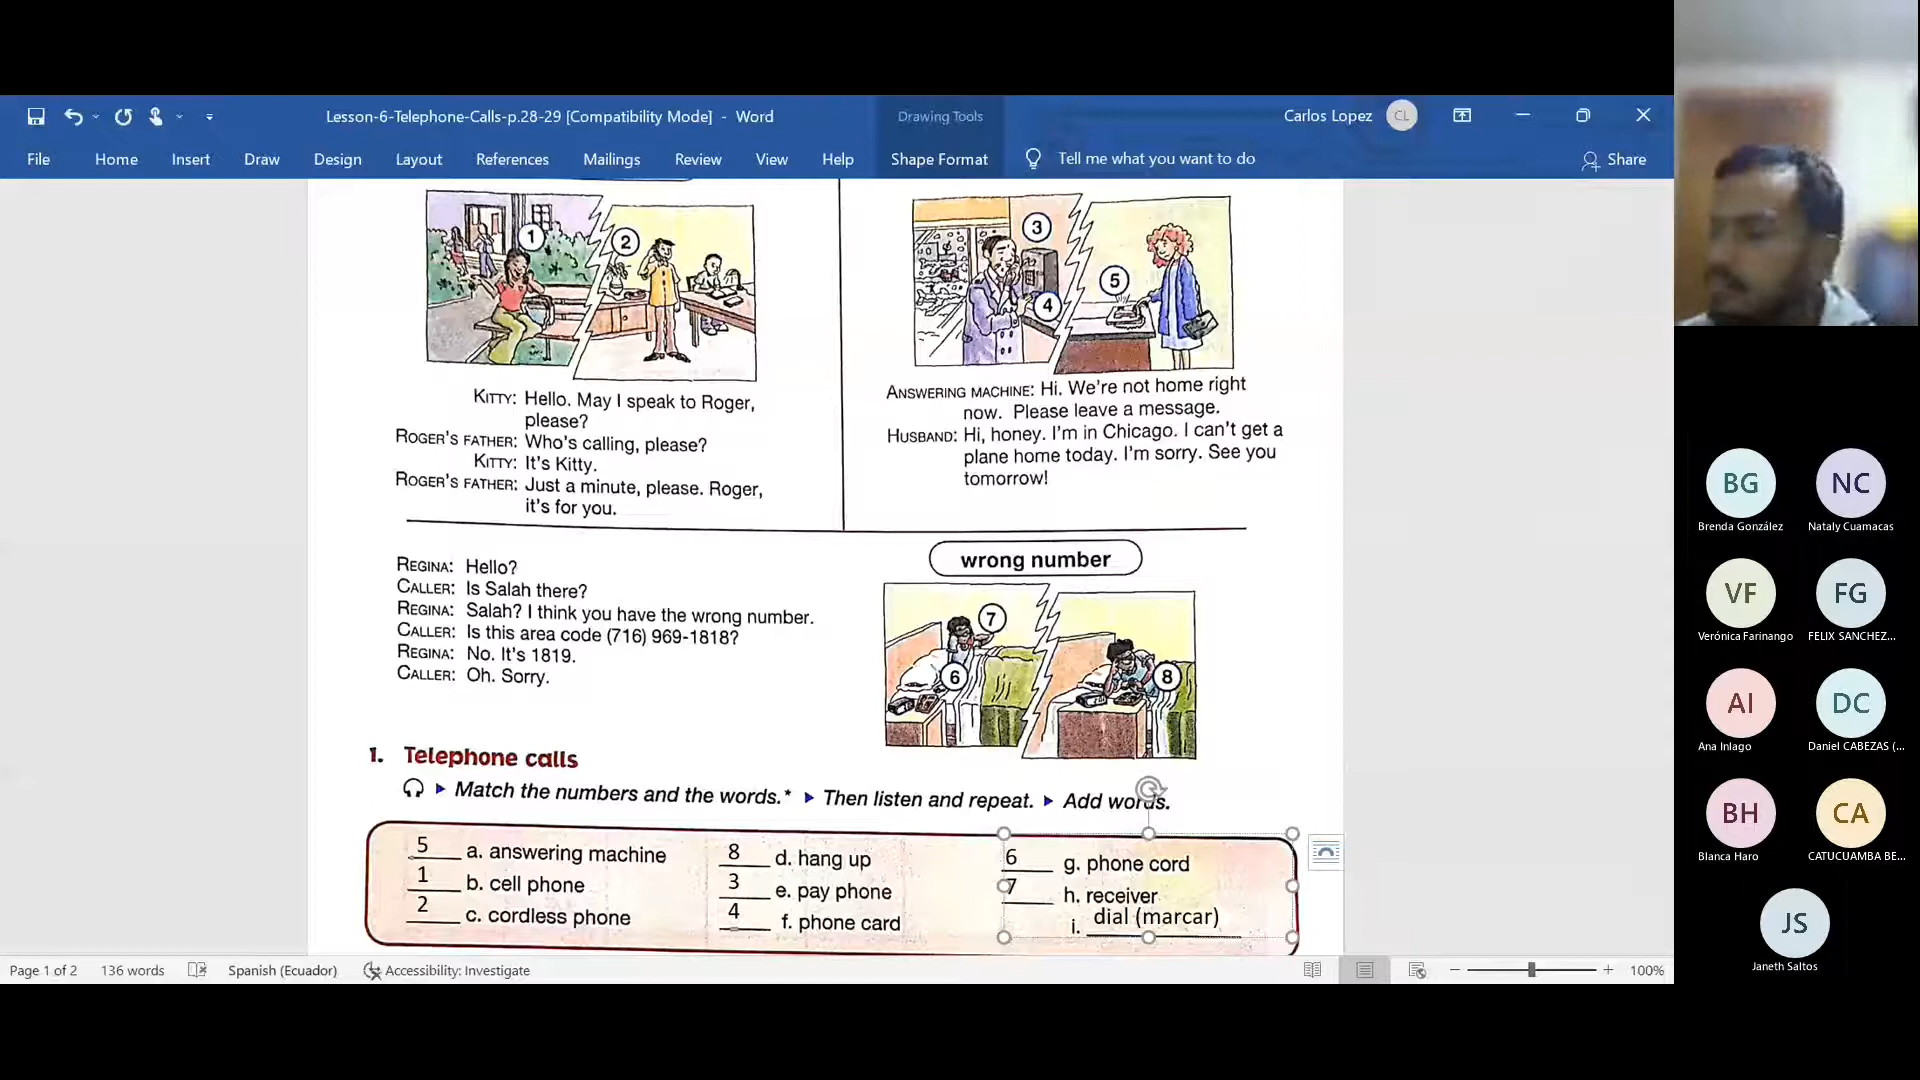 Lesson-6-Telephone-Calls-p.28-29 [Compatibility Mode] - Word
Drawing Tools
Carlos Lopez CL
File Home Insert Draw Design Layout References Mailings Review View Help Shape Format Tell me what you want to do Share
1
2
KITTY: Hello. May I speak to Roger,
please?
ROGER'S FATHER: Who's calling, please?
KITTY: It's Kitty.
ROGER'S FATHER: Just a minute, please. Roger,
it's for you.
3
4
5
ANSWERING MACHINE: Hi. We're not home right
now. Please leave a message.
HUSBAND: Hi, honey. I'm in Chicago. I can't get a
plane home today. I'm sorry. See you
tomorrow!
REGINA: Hello?
CALLER: Is Salah there?
REGINA: Salah? I think you have the wrong number.
CALLER: Is this area code (716) 969-1818?
REGINA: No. It's 1819.
CALLER: Oh. Sorry.
wrong number
7
6
8
1. Telephone calls
Match the numbers and the words.* Then listen and repeat. Add words.
5 a. answering machine
1 b. cell phone
2 c. cordless phone
8 d. hang up
3 e. pay phone
4 f. phone card
6 g. phone cord
7 h. receiver
i. dial (marcar)
Page 1 of 2 136 words Spanish (Ecuador) Accessibility: Investigate 100%
BG
Brenda González
NC
Nataly Cuamacas
VF
Verónica Farinango
FG
FELIX SANCHEZ...
AI
Ana Inlago
DC
Daniel CABEZAS (...
BH
Blanca Haro
CA
CATUCUAMBA BE...
JS
Janeth Saltos